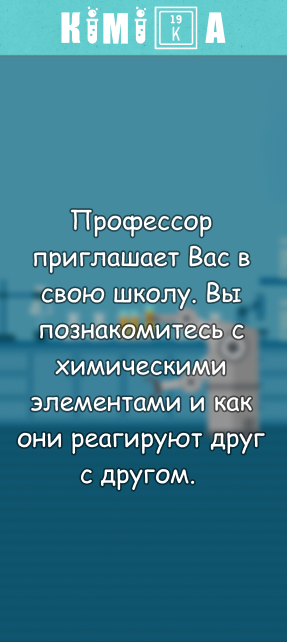 KiMi 19 K A
Профессор
приглашает Вас в
свою школу. Вы
познакомитесь с
химическими
элементами и как
они реагируют друг
с другом.